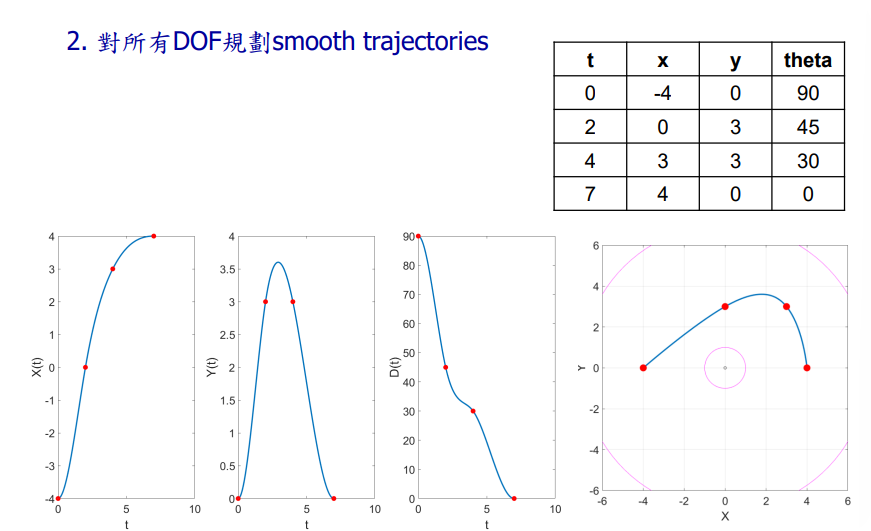 2. 對所有DOF規劃smooth trajectories
t x y theta
0 -4 0 90
2 0 3 45
4 3 3 30
7 4 0 0
4
3
2
1
0
-1
-2
-3
-4
X(t)
0 5 10
t
4
3.5
3
2.5
2
1.5
1
0.5
0
Y(t)
0 5 10
t
90
80
70
60
50
40
30
20
10
0
D(t)
0 5 10
t
6
4
2
0
-2
-4
-6
Y
-6 -4 -2 0 2 4 6
X